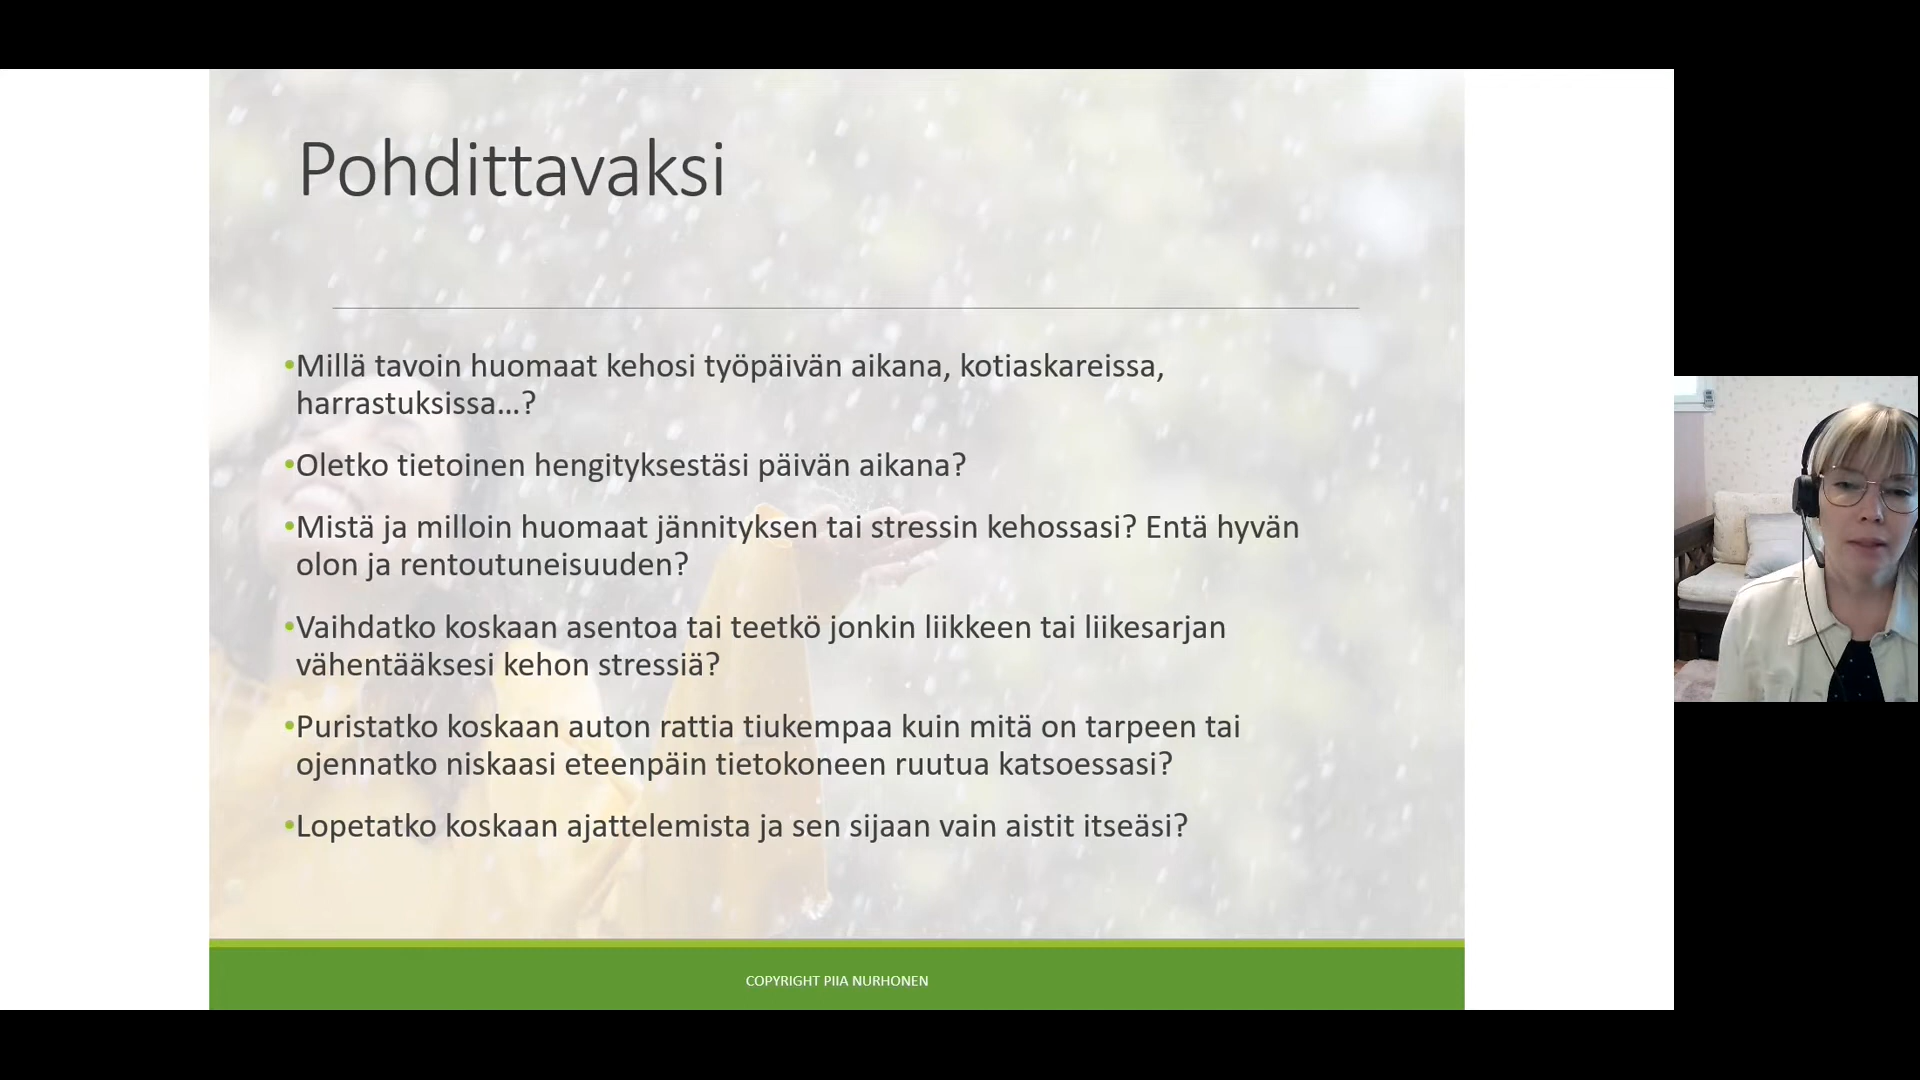 Pohdittavaksi
•Millä tavoin huomaat kehosi työpäivän aikana, kotiaskareissa,
harrastuksissa…?
•Oletko tietoinen hengityksestäsi päivän aikana?
•Mistä ja milloin huomaat jännityksen tai stressin kehossasi? Entä hyvän
olon ja rentoutuneisuuden?
•Vaihdatko koskaan asentoa tai teetkö jonkin liikkeen tai liikesarjan
vähentääksesi kehon stressiä?
•Puristatko koskaan auton rattia tiukempaa kuin mitä on tarpeen tai
ojennatko niskaasi eteenpäin tietokoneen ruutua katsoessasi?
•Lopetatko koskaan ajattelemista ja sen sijaan vain aistit itseäsi?
COPYRIGHT PIIA NURHONEN